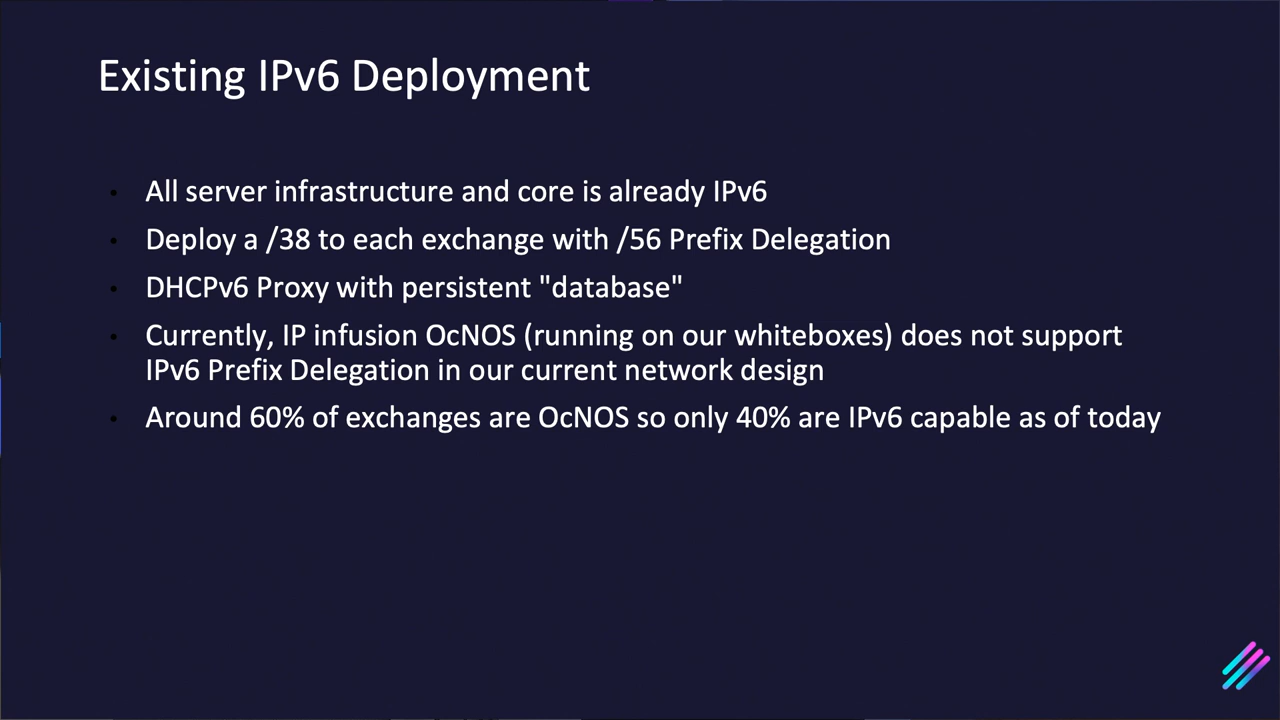 Existing IPv6 Deployment
All server infrastructure and core is already IPv6
Deploy a /38 to each exchange with /56 Prefix Delegation
DHCPv6 Proxy with persistent "database"
Currently, IP infusion OcNOS (running on our whiteboxes) does not support
IPv6 Prefix Delegation in our current network design
Around 60% of exchanges are OcNOS so only 40% are IPv6 capable as of today